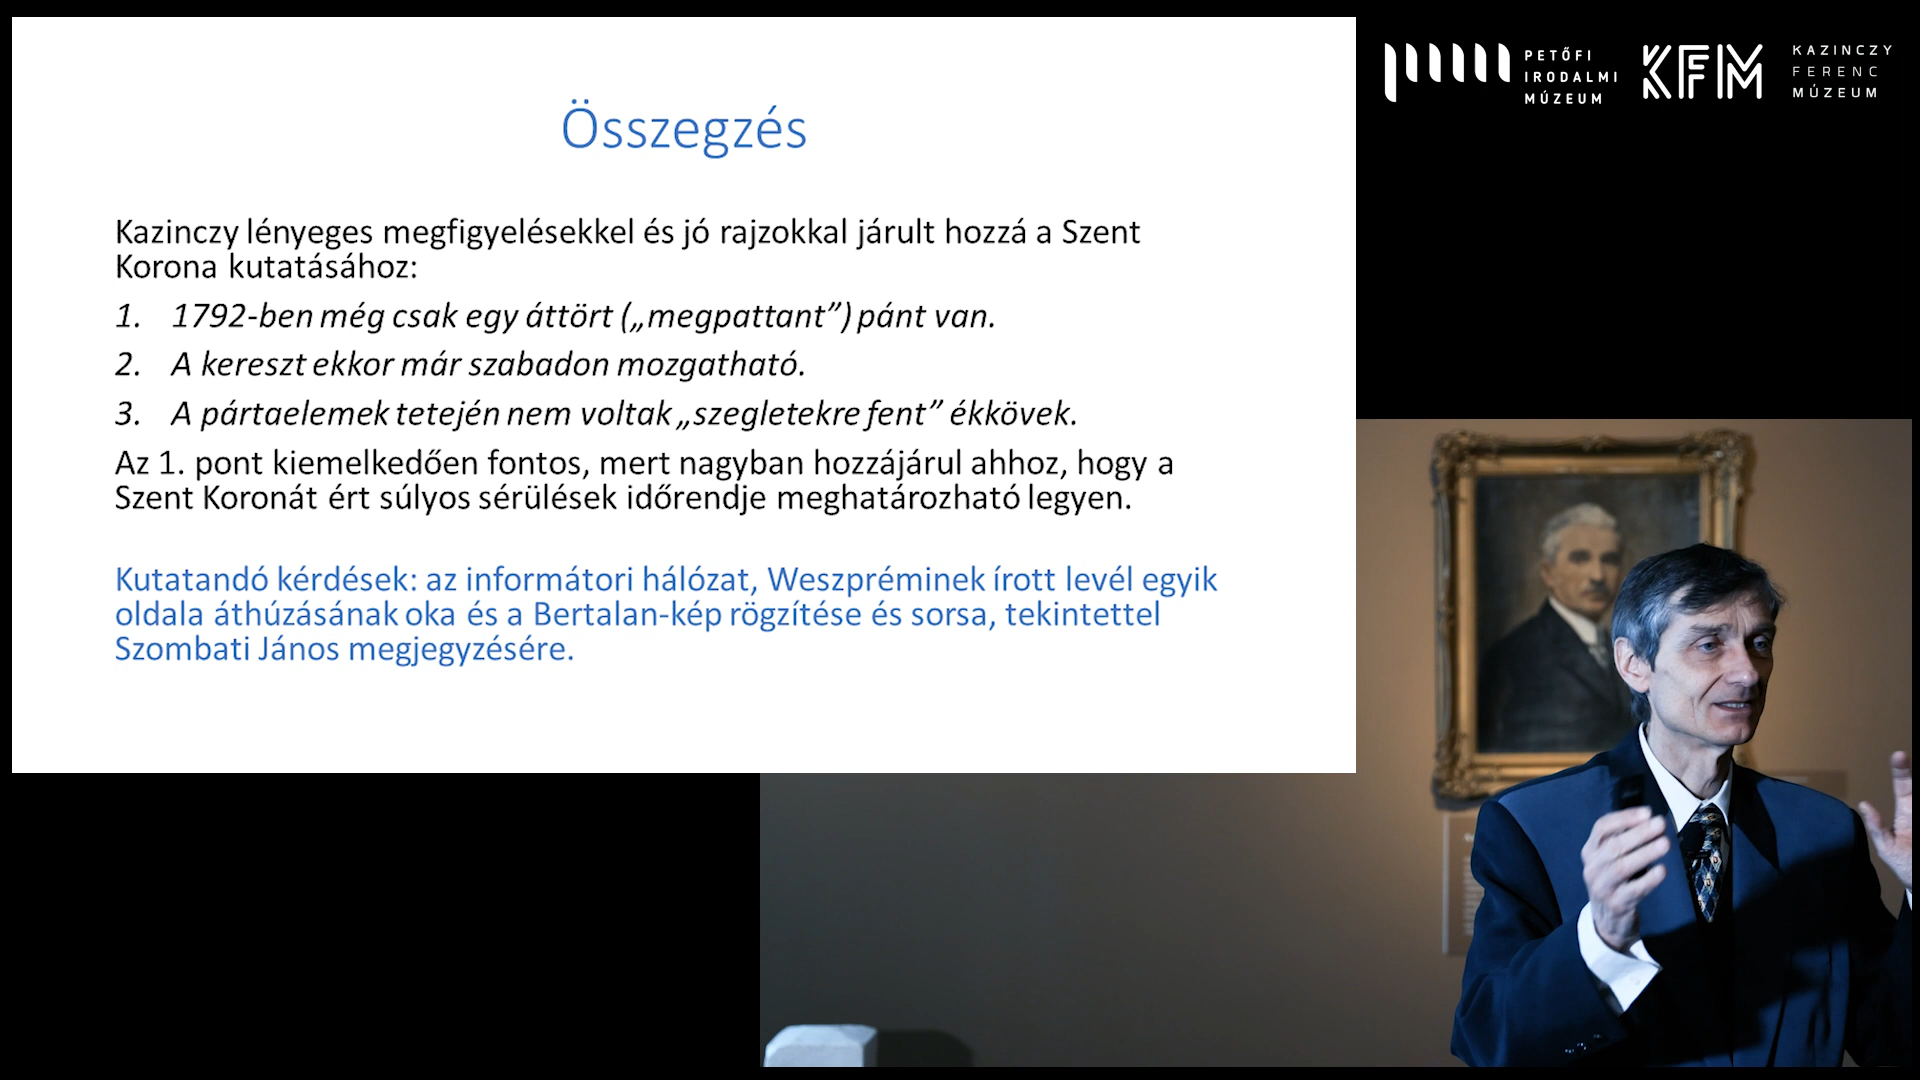 Összegzés
Kazinczy lényeges megfigyelésekkel és jó rajzokkal járult hozzá a Szent
Korona kutatásához:
1. 1792-ben még csak egy áttört („megpattant”) pánt van.
2. A kereszt ekkor már szabadon mozgatható.
3. A pártaelemek tetején nem voltak „szegletekre fent” ékkövek.
Az 1. pont kiemelkedően fontos, mert nagyban hozzájárul ahhoz, hogy a
Szent Koronát ért súlyos sérülések időrendje meghatározható legyen.
Kutatandó kérdések: az informátori hálózat, Weszpréminek írott levél egyik
oldala áthúzásának oka és a Bertalan-kép rögzítése és sorsa, tekintettel
Szombati János megjegyzésére.
PETŐFI
IRODALMI
MÚZEUM
KFM
KAZINCZY
FERENC
MÚZEUM